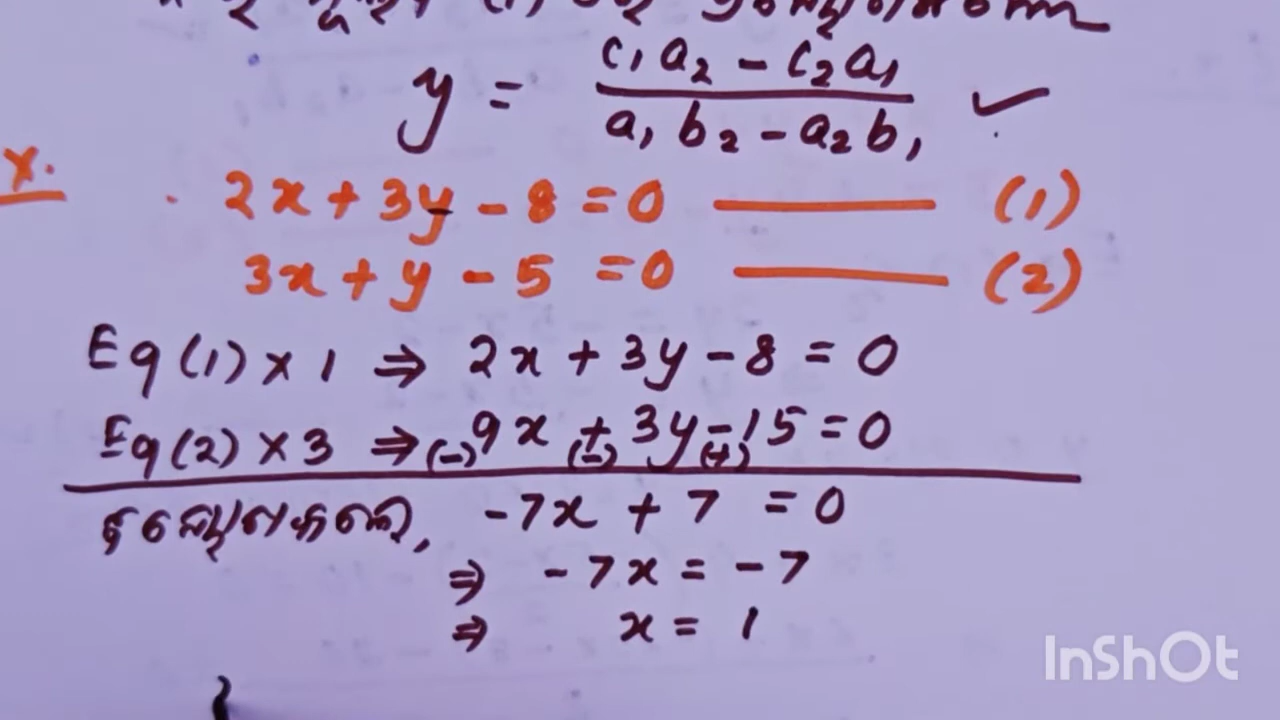 y = (c₁a₂ - c₂a₁) / (a₁b₂ - a₂b₁) ✓
x.
2x + 3y - 8 = 0 ——— (1)
3x + y - 5 = 0 ——— (2)
Eq (1) × 1 ⇒ 2x + 3y - 8 = 0
Eq (2) × 3 ⇒ (-) 9x + (-) 3y - (+) 15 = 0
-7x + 7 = 0
⇒ -7x = -7
⇒ x = 1
InShOt